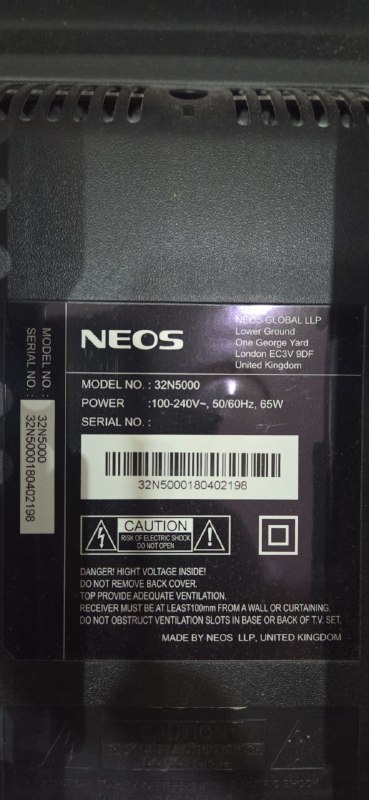 NEOS
NEOS GLOBAL LLP
Lower Ground
One George Yard
London EC3V 9DF
United Kingdom
MODEL NO. : 32N5000
POWER :100-240V~, 50/60Hz, 65W
SERIAL NO. :
32N5000180402198
CAUTION
RISK OF ELECTRIC SHOCK
DO NOT OPEN
DANGER! HIGHT VOLTAGE INSIDE!
DO NOT REMOVE BACK COVER.
TOP PROVIDE ADEQUATE VENTILATION.
RECEIVER MUST BE AT LEAST100mm FROM A WALL OR CURTAINING.
DO NOT OBSTRUCT VENTILATION SLOTS IN BASE OR BACK OF T.V. SET.
MADE BY NEOS LLP, UNITED KINGDOM
MODEL NO. : 32N5000
SERIAL NO. : 32N5000180402198
CAUTION